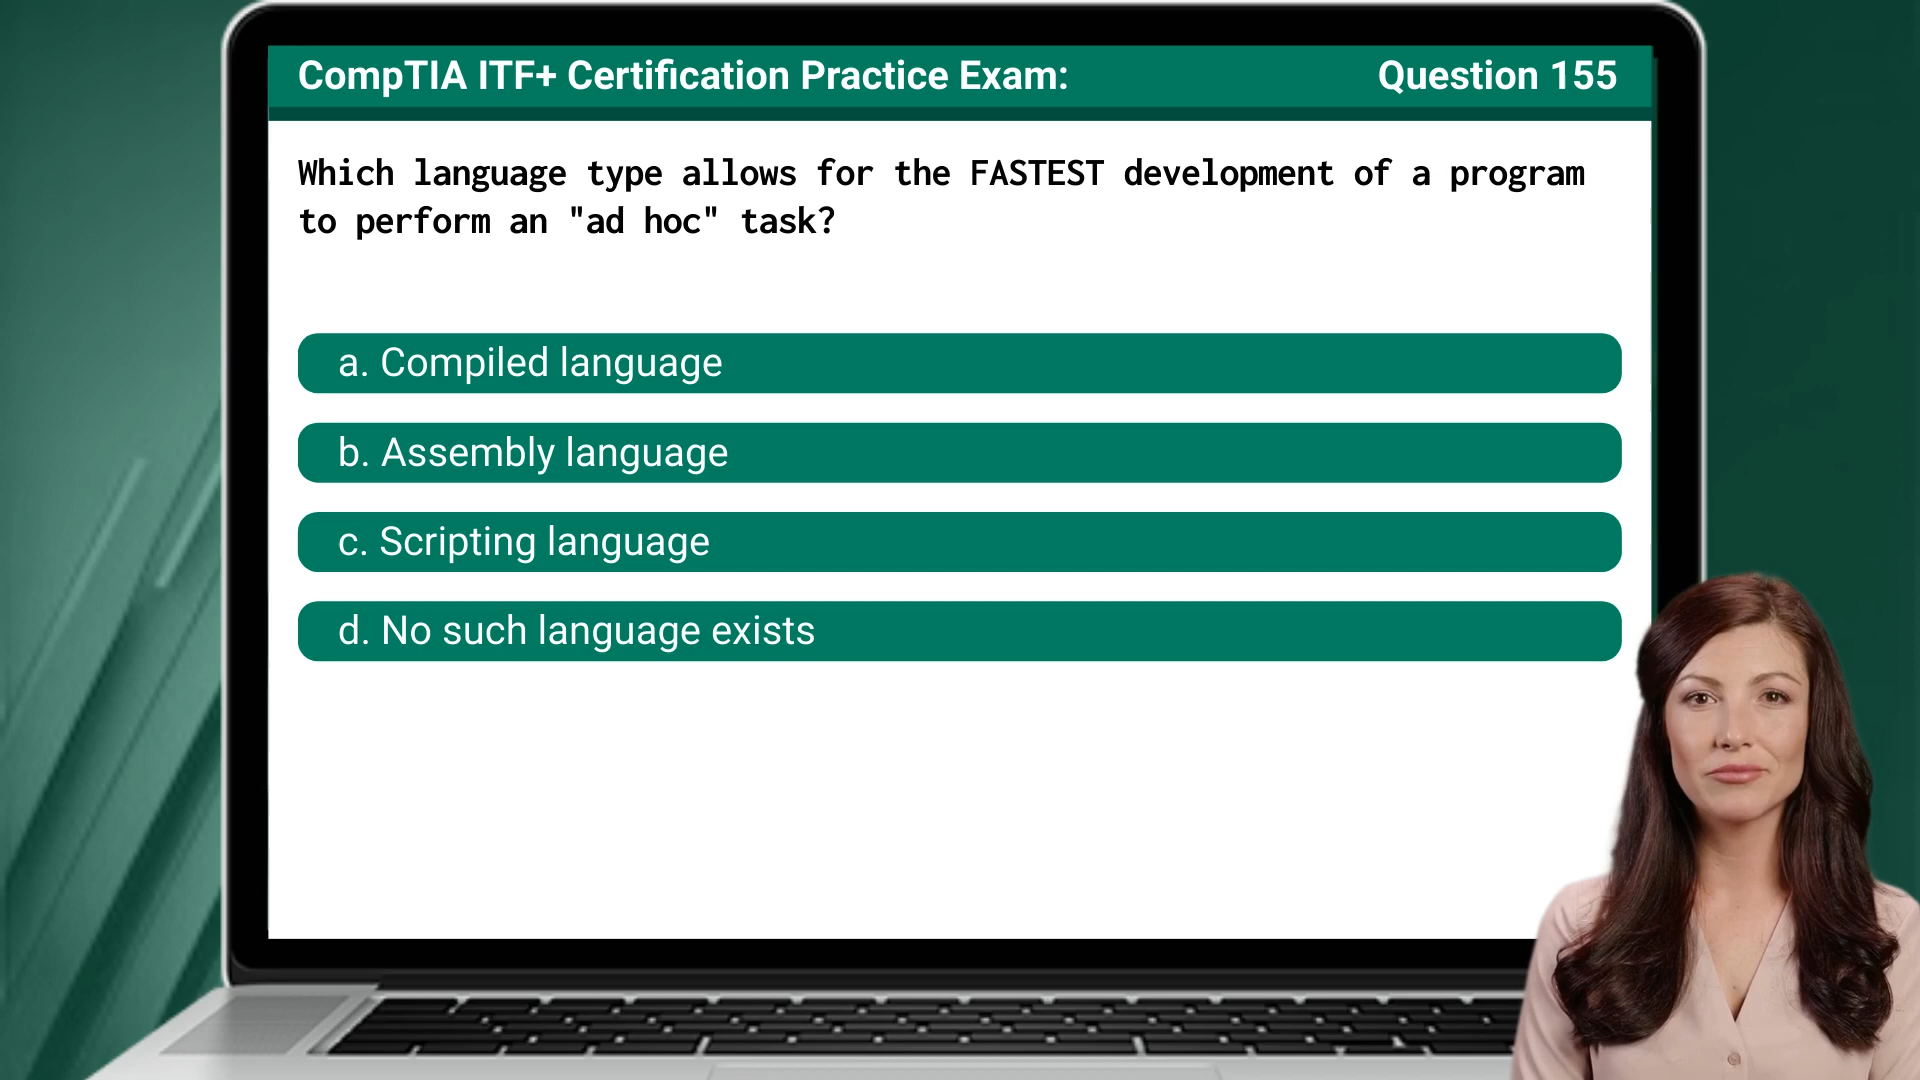 CompTIA ITF+ Certification Practice Exam: Question 155
Which language type allows for the FASTEST development of a program
to perform an "ad hoc" task?
a. Compiled language
b. Assembly language
c. Scripting language
d. No such language exists